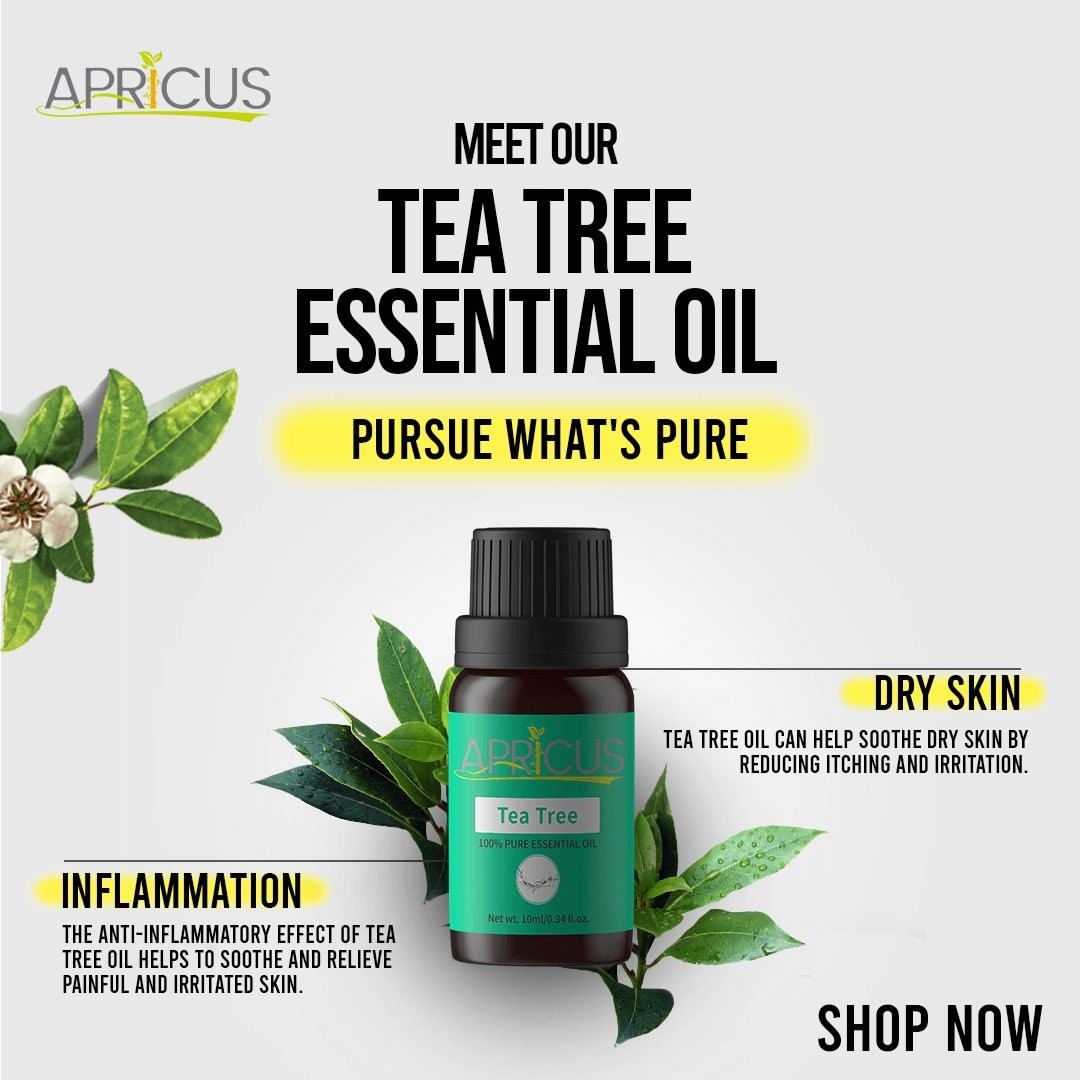 APRICUS
MEET OUR
TEA TREE
ESSENTIAL OIL
PURSUE WHAT'S PURE
DRY SKIN
TEA TREE OIL CAN HELP SOOTHE DRY SKIN BY
REDUCING ITCHING AND IRRITATION.
APRICUS
Tea Tree
100% PURE ESSENTIAL OIL
Net wt. 10ml/0.34 fl.oz.
INFLAMMATION
THE ANTI-INFLAMMATORY EFFECT OF TEA
TREE OIL HELPS TO SOOTHE AND RELIEVE
PAINFUL AND IRRITATED SKIN.
SHOP NOW